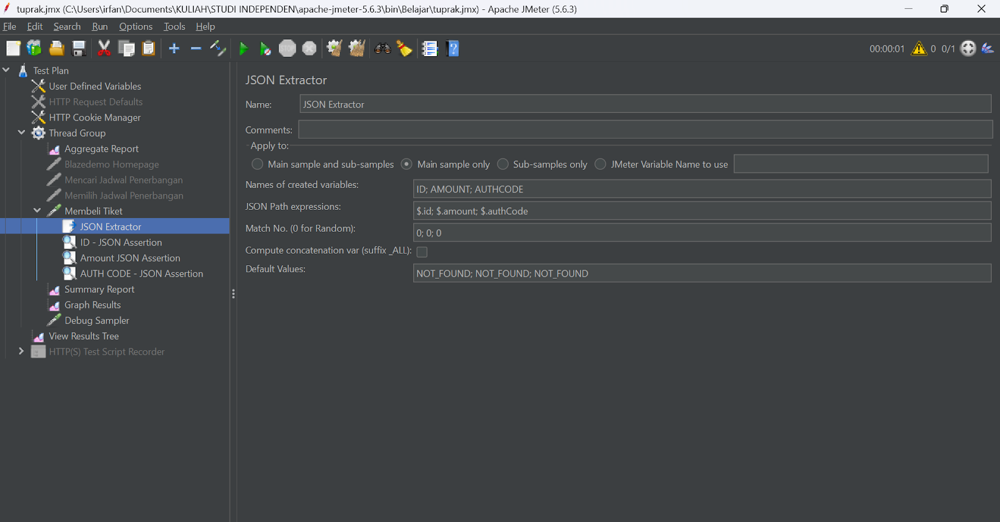 tuprak.jmx (C:\Users\irfan\Documents\KULIAH\STUDI INDEPENDEN\apache-jmeter-5.6.3\bin\Belajar\tuprak.jmx) - Apache JMeter (5.6.3)
File Edit Search Run Options Tools Help
STOP
00:00:01 0 0/1
Test Plan
User Defined Variables
HTTP Request Defaults
HTTP Cookie Manager
Thread Group
Aggregate Report
Blazedemo Homepage
Mencari Jadwal Penerbangan
Memilih Jadwal Penerbangan
Membeli Tiket
JSON Extractor
ID - JSON Assertion
Amount JSON Assertion
AUTH CODE - JSON Assertion
Summary Report
Graph Results
Debug Sampler
View Results Tree
HTTP(S) Test Script Recorder
JSON Extractor
Name: JSON Extractor
Comments:
Apply to:
Main sample and sub-samples Main sample only Sub-samples only JMeter Variable Name to use
Names of created variables: ID; AMOUNT; AUTHCODE
JSON Path expressions: $.id; $.amount; $.authCode
Match No. (0 for Random): 0; 0; 0
Compute concatenation var (suffix _ALL):
Default Values: NOT_FOUND; NOT_FOUND; NOT_FOUND